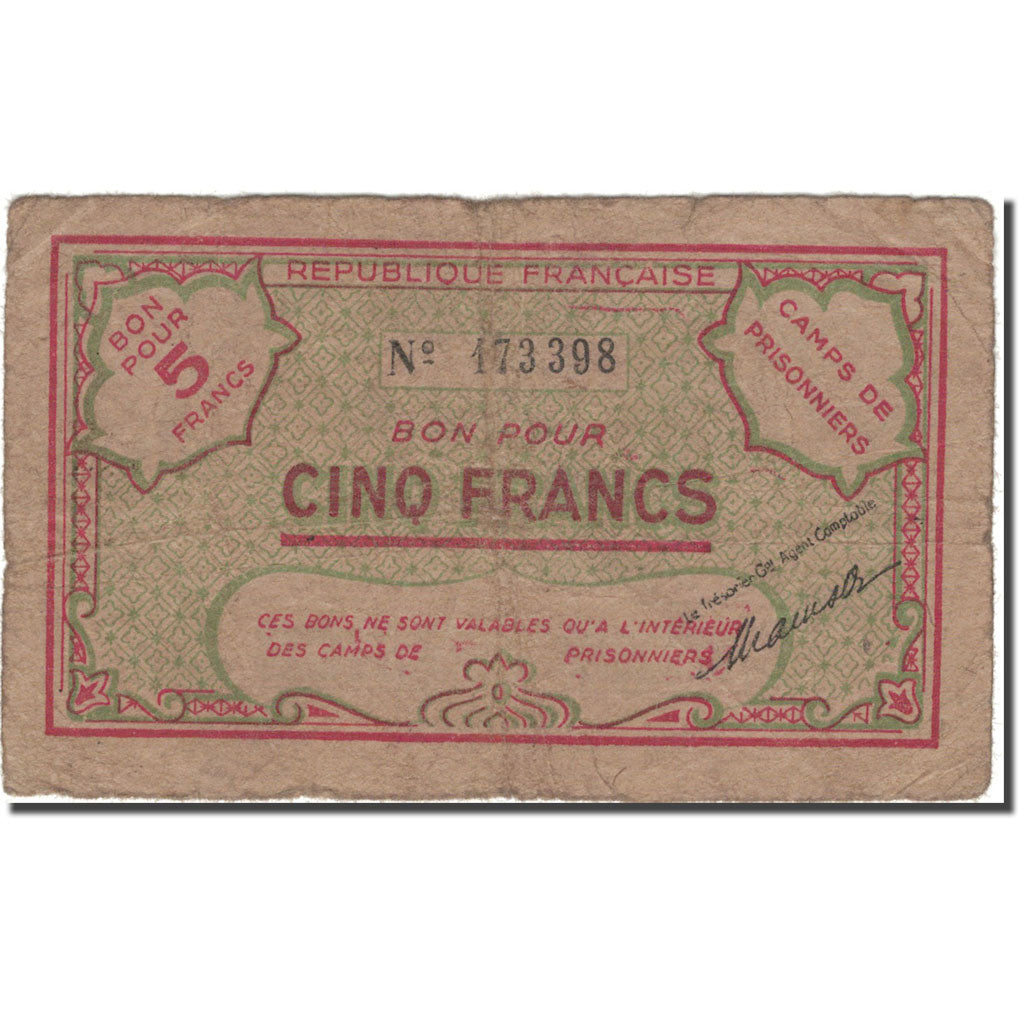 REPUBLIQUE FRANÇAISE
BON
POUR
5
FRANCS
CAMPS DE
PRISONNIERS
Nº 173398
BON POUR
CINQ FRANCS
Le Trésorier Gal Agent Comptable
CES BONS NE SONT VALABLES QU'A L'INTÉRIEUR
DES CAMPS DE PRISONNIERS